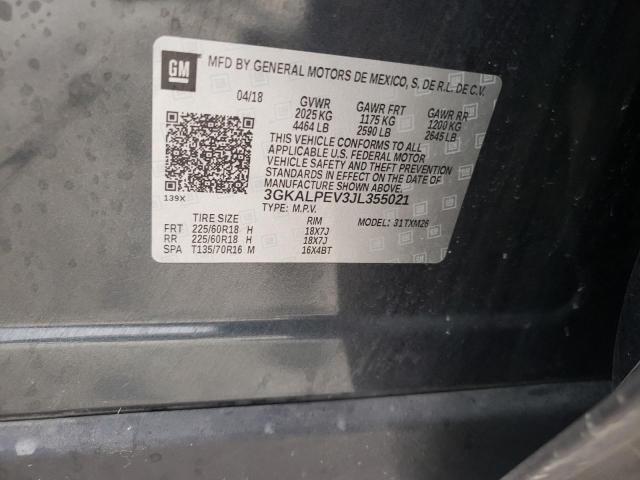 GM
MFD BY GENERAL MOTORS DE MEXICO, S. DE R.L. DE C.V.
04/18 GVWR GAWR FRT GAWR RR
2025 KG 1175 KG 1200 KG
4464 LB 2590 LB 2645 LB
THIS VEHICLE CONFORMS TO ALL
APPLICABLE U.S. FEDERAL MOTOR
VEHICLE SAFETY AND THEFT PREVENTION
STANDARDS IN EFFECT ON THE DATE OF
MANUFACTURE SHOWN ABOVE.
3GKALPEV3JL355021
139X
TYPE: M.P.V. MODEL: 31TXM26
TIRE SIZE RIM
FRT 225/60R18 H 18X7J
RR 225/60R18 H 18X7J
SPA T135/70R16 M 16X4BT